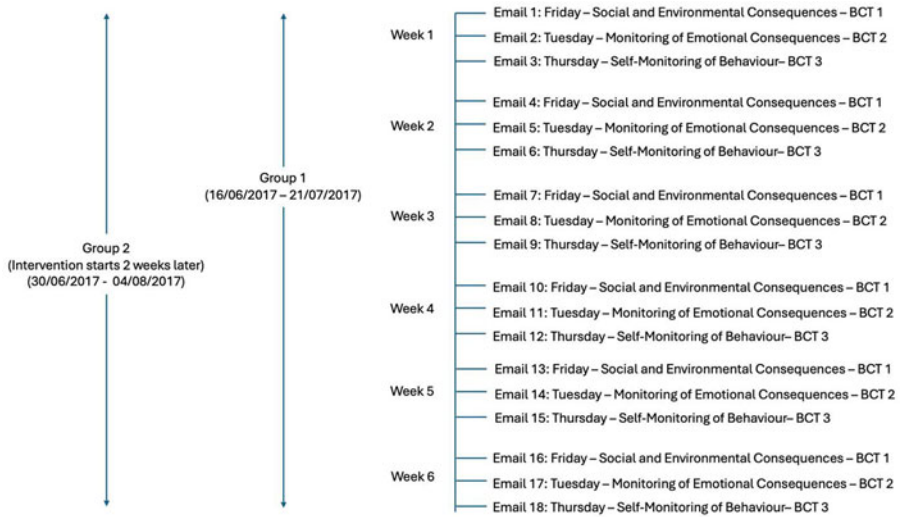 Group 2
(Intervention starts 2 weeks later)
(30/06/2017 - 04/08/2017)
Group 1
(16/06/2017 – 21/07/2017)
Week 1
Email 1: Friday – Social and Environmental Consequences – BCT 1
Email 2: Tuesday – Monitoring of Emotional Consequences – BCT 2
Email 3: Thursday – Self-Monitoring of Behaviour– BCT 3
Week 2
Email 4: Friday – Social and Environmental Consequences – BCT 1
Email 5: Tuesday – Monitoring of Emotional Consequences – BCT 2
Email 6: Thursday – Self-Monitoring of Behaviour– BCT 3
Week 3
Email 7: Friday – Social and Environmental Consequences – BCT 1
Email 8: Tuesday – Monitoring of Emotional Consequences – BCT 2
Email 9: Thursday – Self-Monitoring of Behaviour– BCT 3
Week 4
Email 10: Friday – Social and Environmental Consequences – BCT 1
Email 11: Tuesday – Monitoring of Emotional Consequences – BCT 2
Email 12: Thursday – Self-Monitoring of Behaviour– BCT 3
Week 5
Email 13: Friday – Social and Environmental Consequences – BCT 1
Email 14: Tuesday – Monitoring of Emotional Consequences – BCT 2
Email 15: Thursday – Self-Monitoring of Behaviour– BCT 3
Week 6
Email 16: Friday – Social and Environmental Consequences – BCT 1
Email 17: Tuesday – Monitoring of Emotional Consequences – BCT 2
Email 18: Thursday – Self-Monitoring of Behaviour– BCT 3